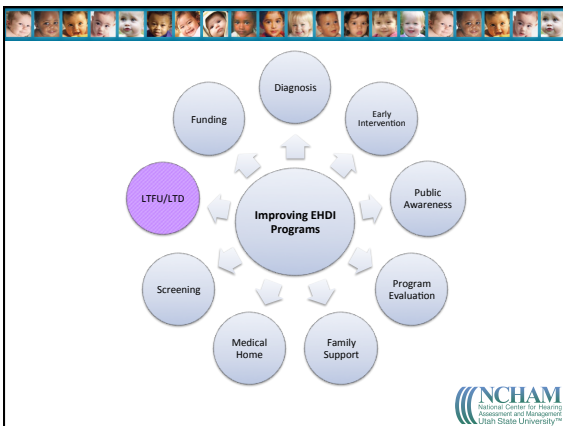 Diagnosis
Early
Intervention
Public
Awareness
Program
Evaluation
Family
Support
Medical
Home
Screening
LTFU/LTD
Funding
Improving EHDI
Programs
NCHAM
National Center for Hearing
Assessment and Management
Utah State University™